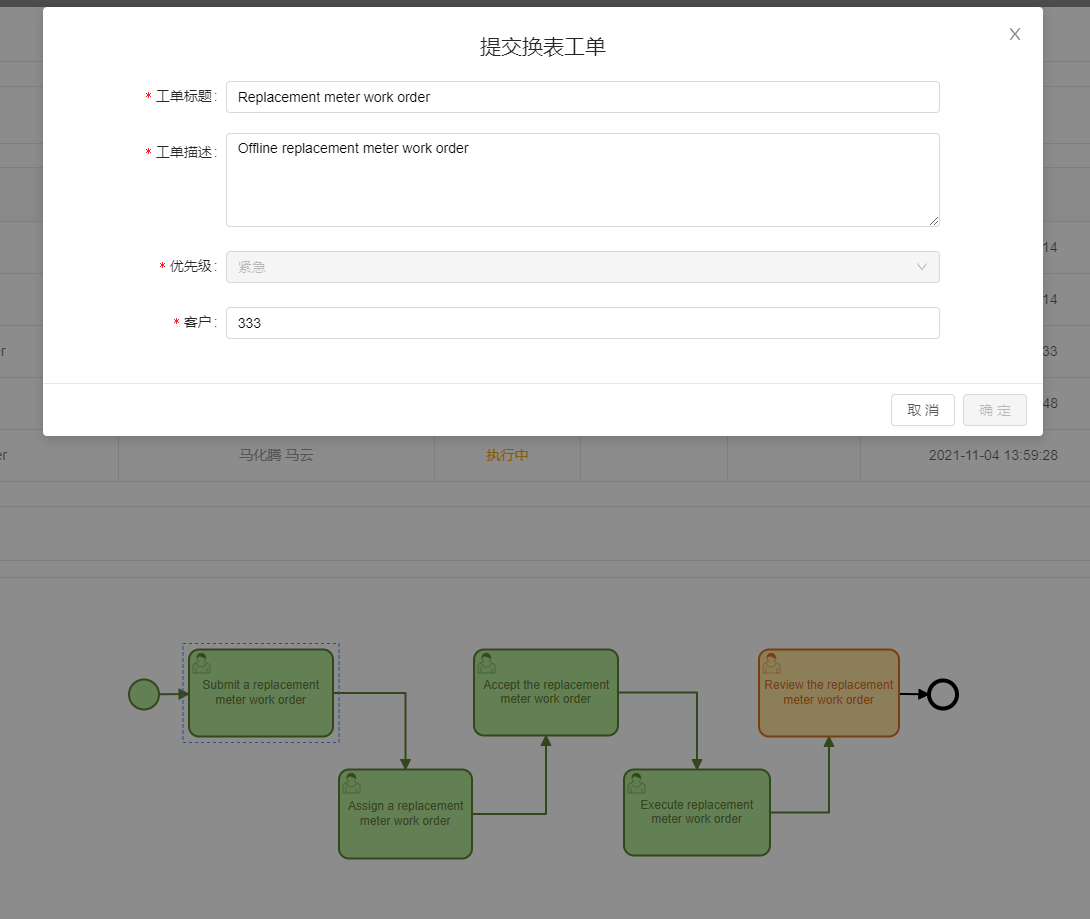 提交换表工单
X
* 工单标题: Replacement meter work order
* 工单描述: Offline replacement meter work order
* 优先级: 紧急
* 客户: 333
取 消 确 定
14
14
r 33
48
er 马化腾 马云 执行中 2021-11-04 13:59:28
Submit a replacement
meter work order
Accept the replacement
meter work order
Review the replacement
meter work order
Assign a replacement
meter work order
Execute replacement
meter work order